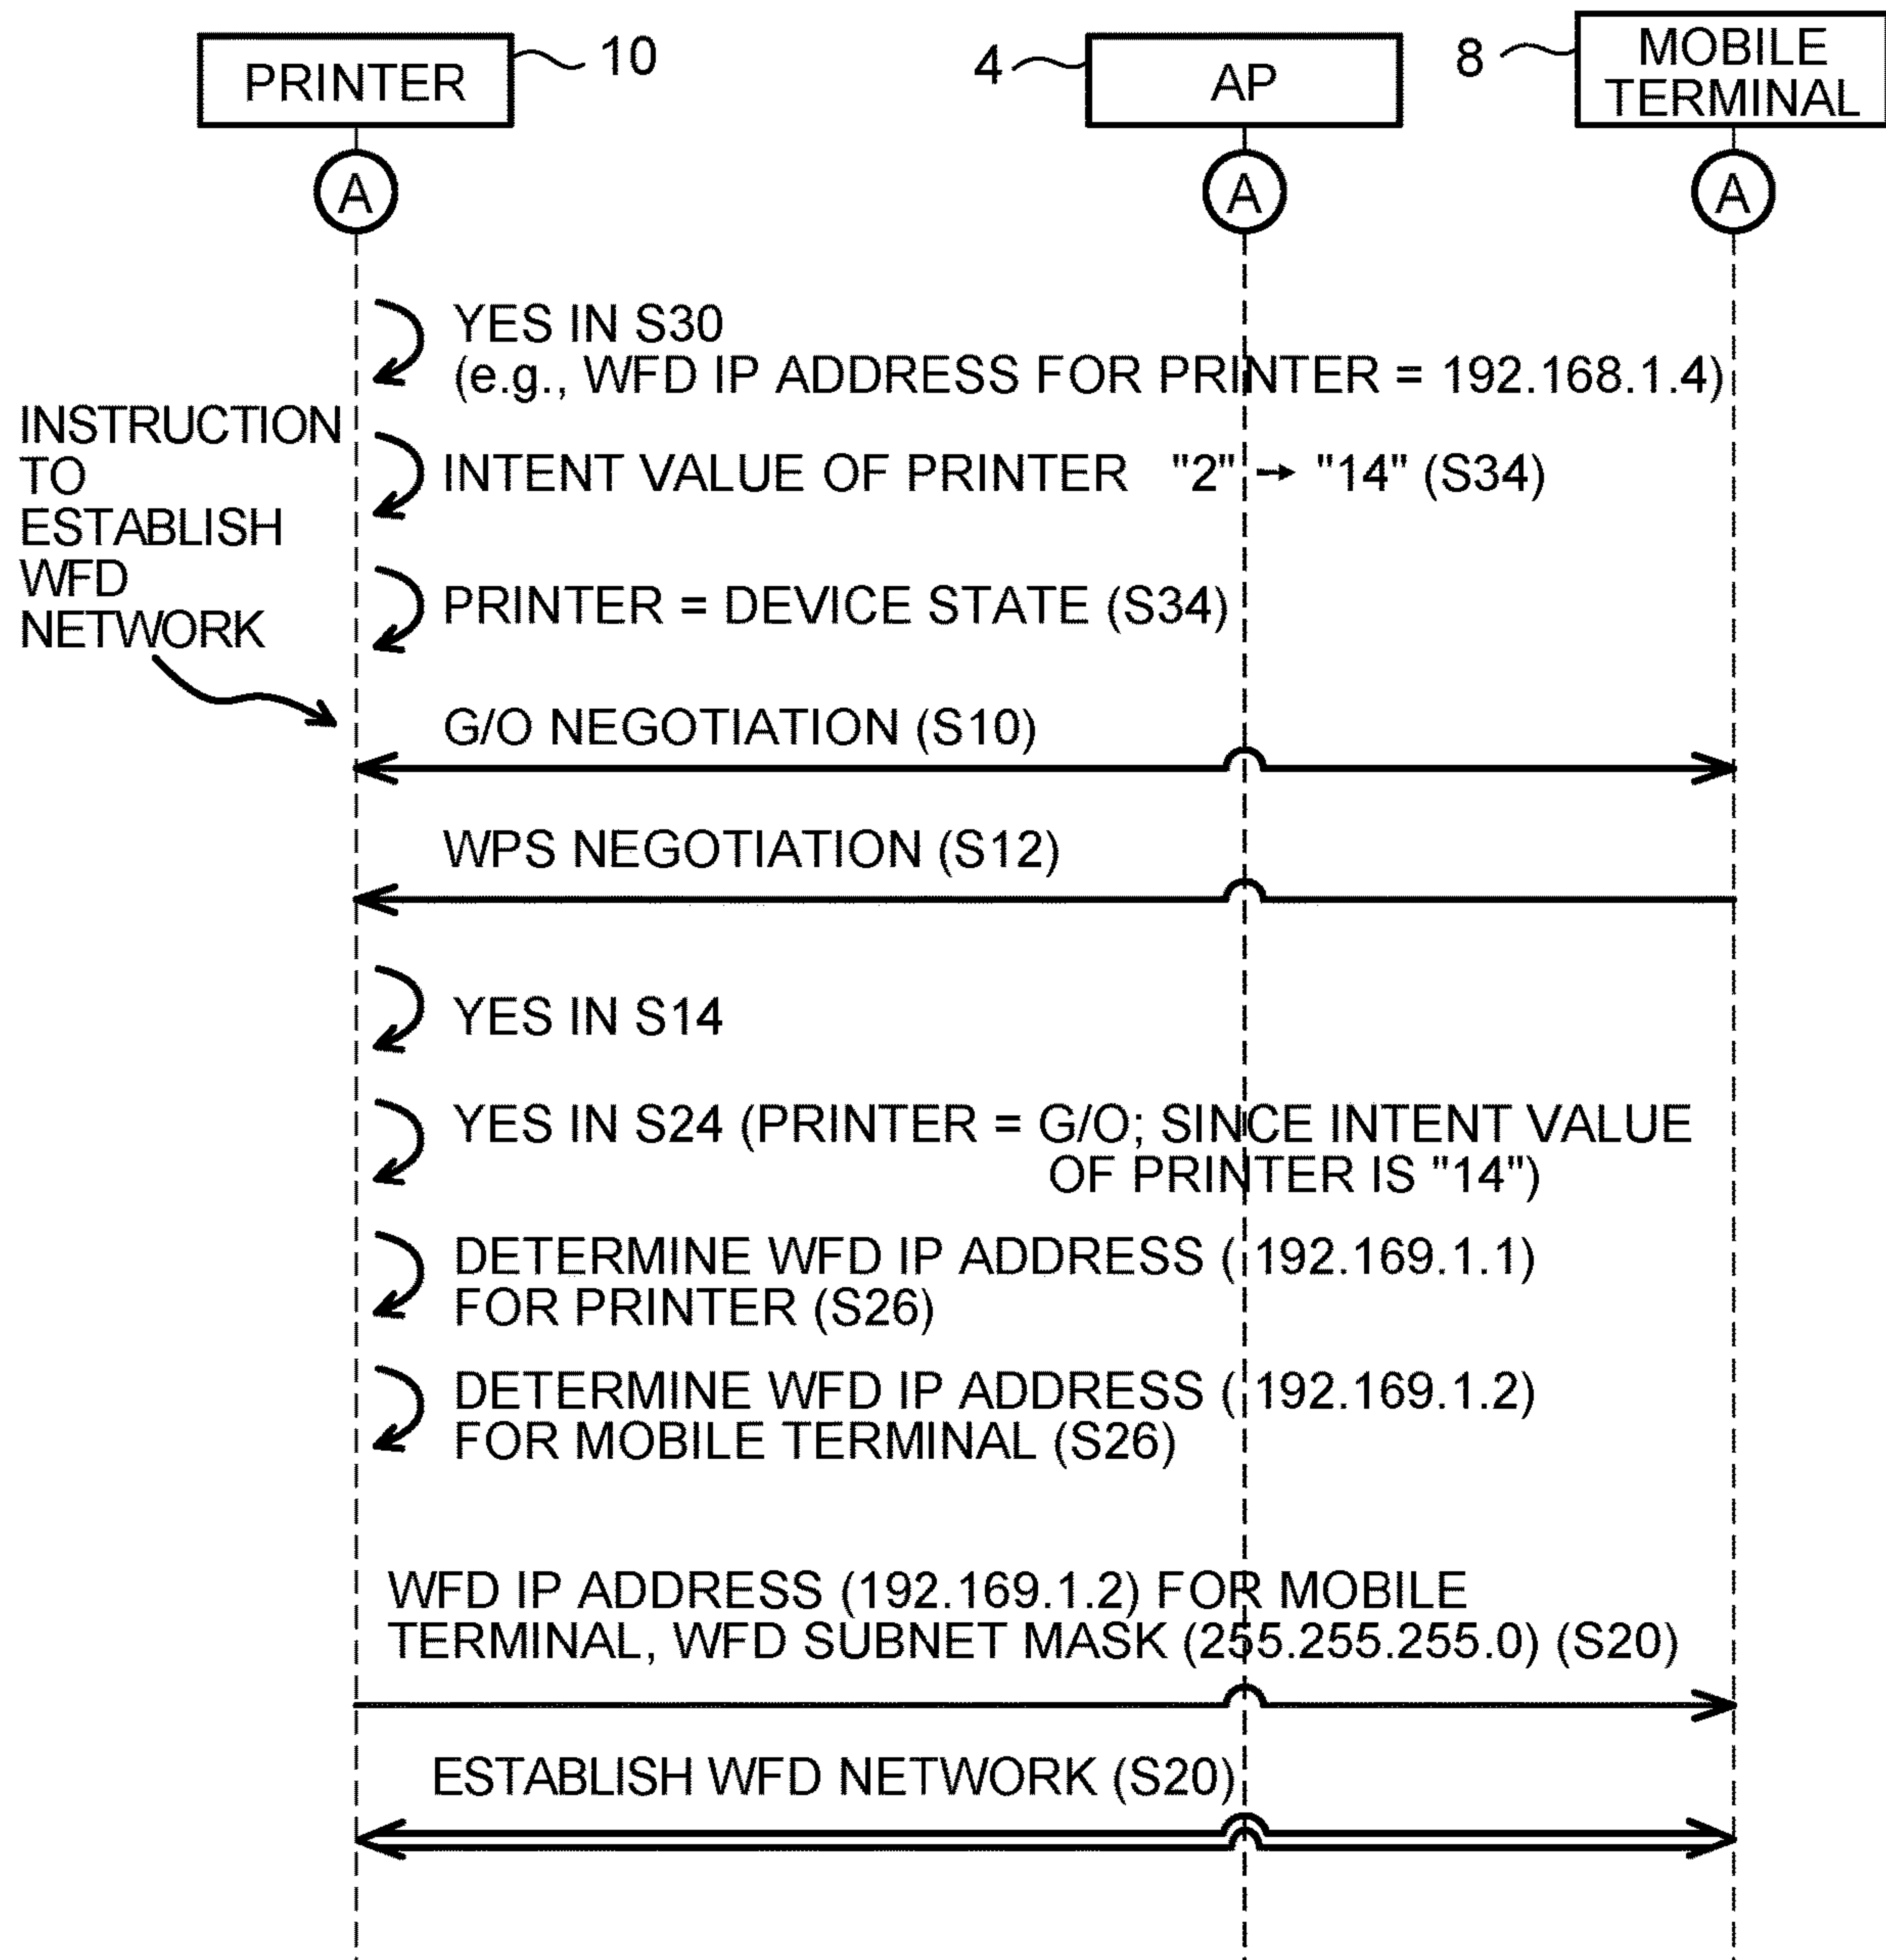 PRINTER
10
4
AP
8
MOBILE
TERMINAL
A
A
A
YES IN S30
(e.g., WFD IP ADDRESS FOR PRINTER = 192.168.1.4)
INSTRUCTION
TO
ESTABLISH
WFD
NETWORK
INTENT VALUE OF PRINTER "2" → "14" (S34)
PRINTER = DEVICE STATE (S34)
G/O NEGOTIATION (S10)
WPS NEGOTIATION (S12)
YES IN S14
YES IN S24 (PRINTER = G/O; SINCE INTENT VALUE
OF PRINTER IS "14")
DETERMINE WFD IP ADDRESS ( 192.169.1.1)
FOR PRINTER (S26)
DETERMINE WFD IP ADDRESS ( 192.169.1.2)
FOR MOBILE TERMINAL (S26)
WFD IP ADDRESS (192.169.1.2) FOR MOBILE
TERMINAL, WFD SUBNET MASK (255.255.255.0) (S20)
ESTABLISH WFD NETWORK (S20)